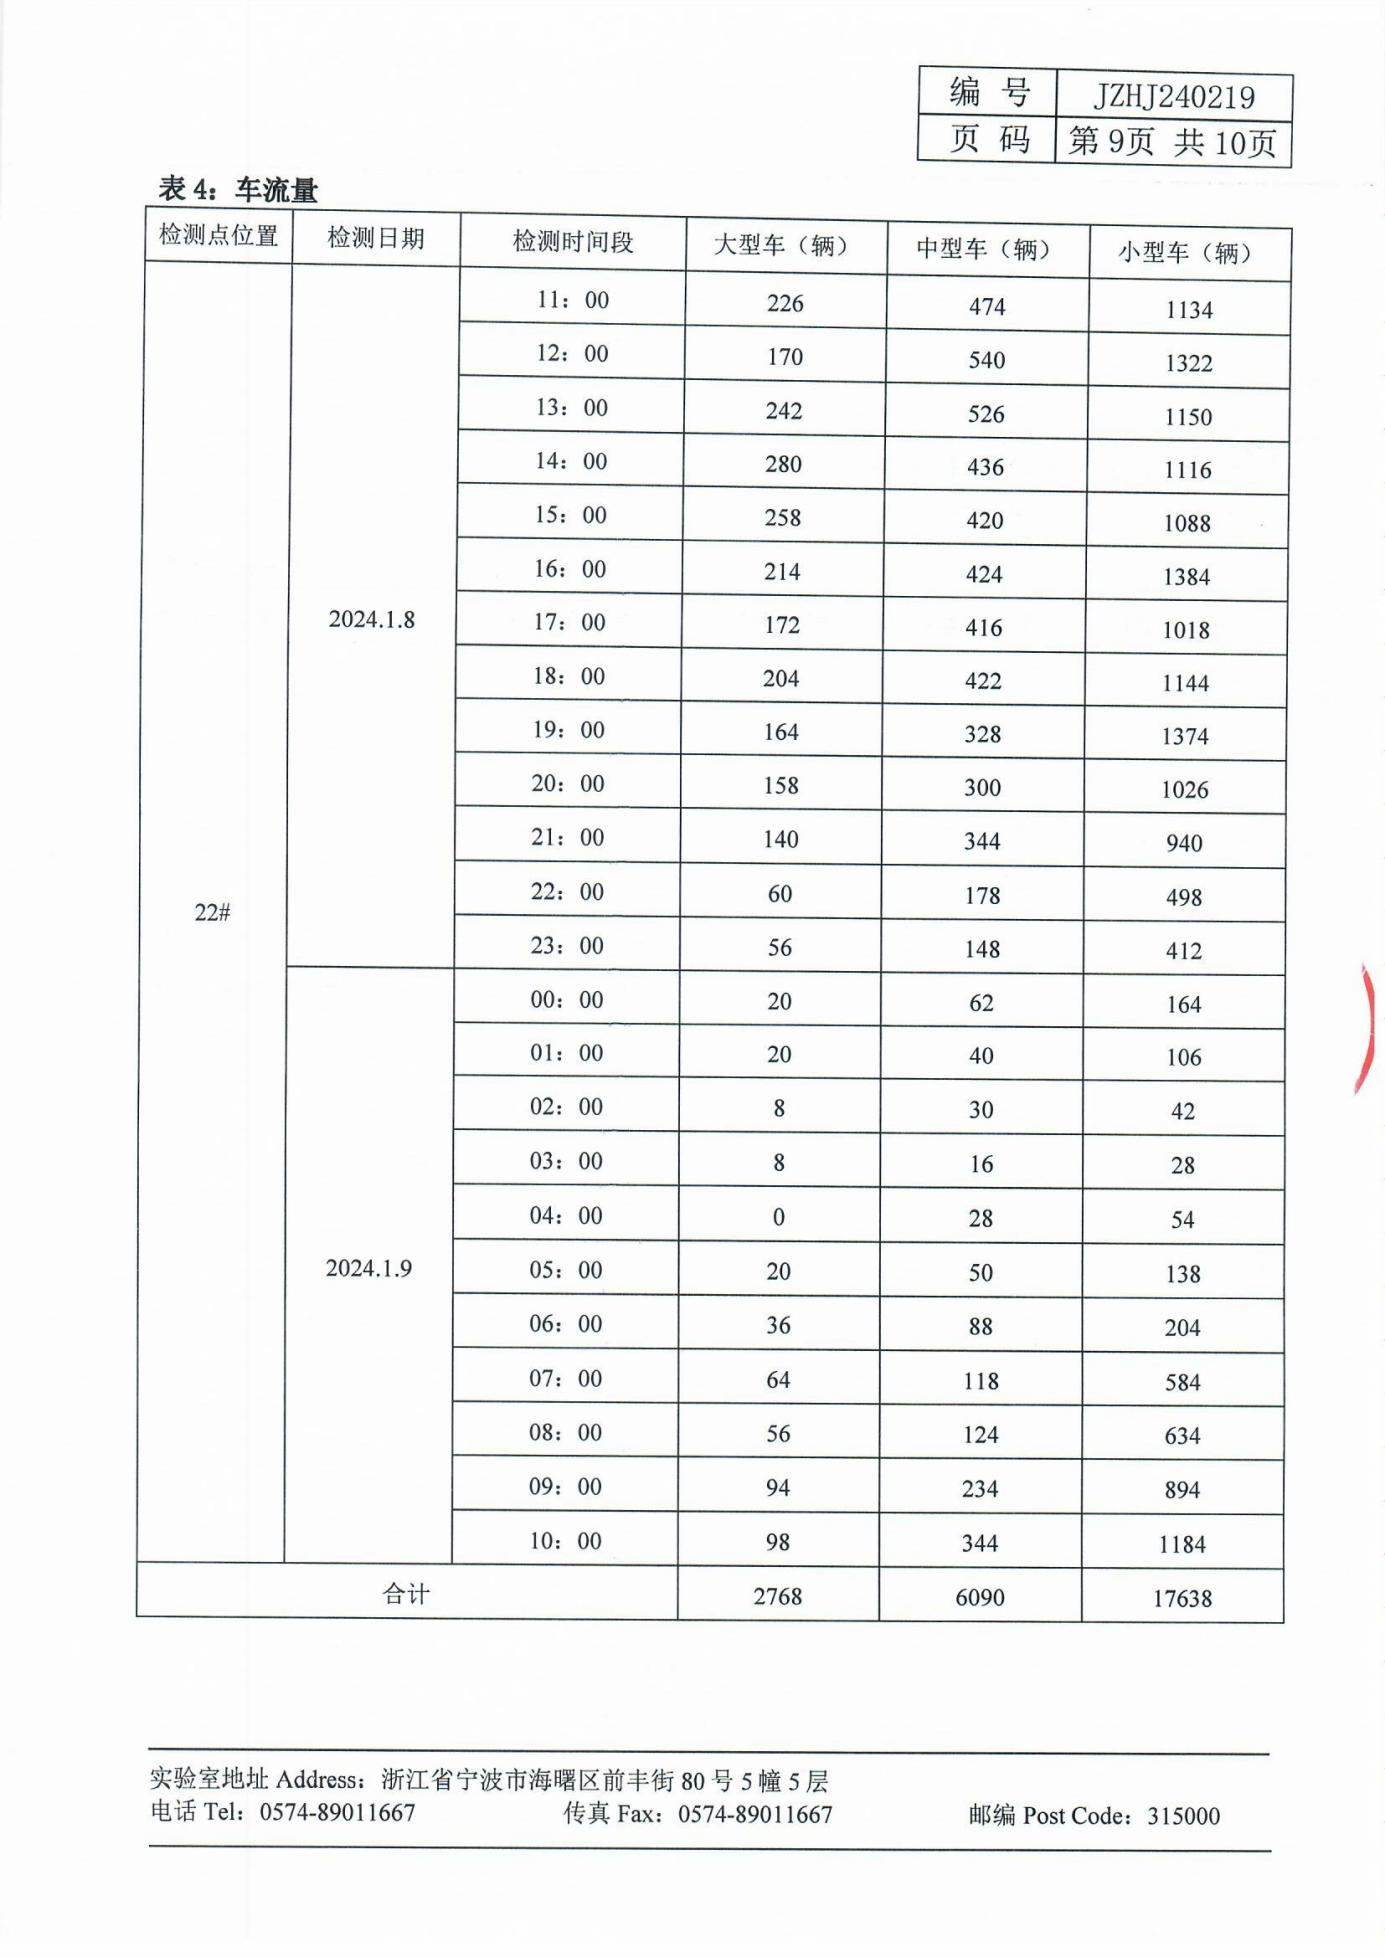 编 号 JZHJ240219
页 码 第 9页 共 10页
表 4：车流量
检测点位置 检测日期 检测时间段 大型车（辆） 中型车（辆） 小型车（辆）
11：00 226 474 1134
12：00 170 540 1322
13：00 242 526 1150
14：00 280 436 1116
15：00 258 420 1088
16：00 214 424 1384
2024.1.8 17：00 172 416 1018
18：00 204 422 1144
19：00 164 328 1374
20：00 158 300 1026
21：00 140 344 940
22# 22：00 60 178 498
23：00 56 148 412
00：00 20 62 164
01：00 20 40 106
02：00 8 30 42
03：00 8 16 28
04：00 0 28 54
2024.1.9 05：00 20 50 138
06：00 36 88 204
07：00 64 118 584
08：00 56 124 634
09：00 94 234 894
10：00 98 344 1184
合计 2768 6090 17638
实验室地址 Address：浙江省宁波市海曙区前丰街 80 号 5 幢 5 层
电话 Tel：0574-89011667 传真 Fax：0574-89011667 邮编 Post Code：315000